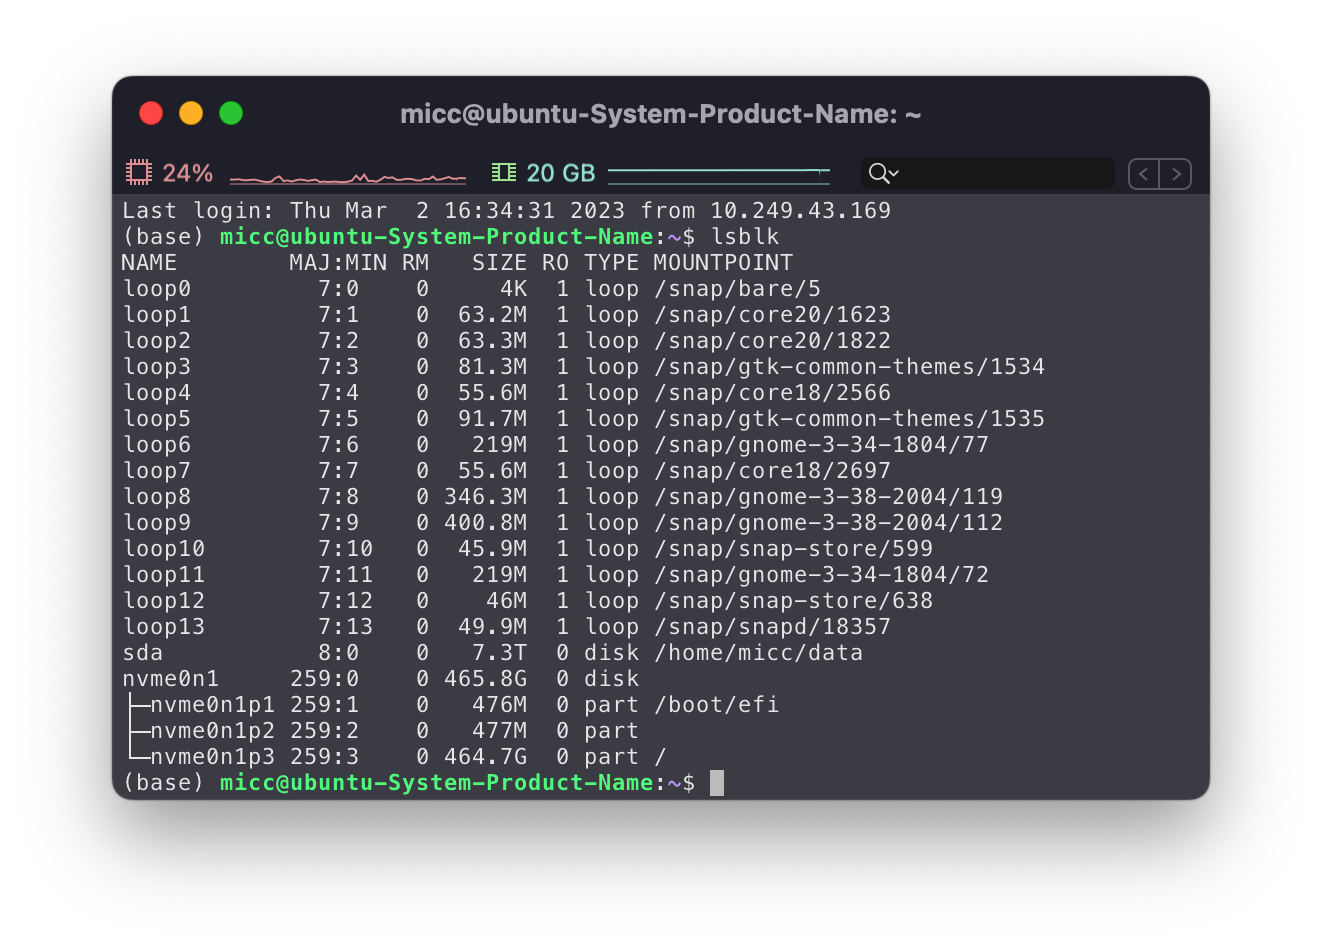 micc@ubuntu-System-Product-Name: ~
24% 20 GB
Last login: Thu Mar  2 16:34:31 2023 from 10.249.43.169
(base) micc@ubuntu-System-Product-Name:~$ lsblk
NAME        MAJ:MIN RM   SIZE RO TYPE MOUNTPOINT
loop0         7:0    0     4K  1 loop /snap/bare/5
loop1         7:1    0  63.2M  1 loop /snap/core20/1623
loop2         7:2    0  63.3M  1 loop /snap/core20/1822
loop3         7:3    0  81.3M  1 loop /snap/gtk-common-themes/1534
loop4         7:4    0  55.6M  1 loop /snap/core18/2566
loop5         7:5    0  91.7M  1 loop /snap/gtk-common-themes/1535
loop6         7:6    0   219M  1 loop /snap/gnome-3-34-1804/77
loop7         7:7    0  55.6M  1 loop /snap/core18/2697
loop8         7:8    0 346.3M  1 loop /snap/gnome-3-38-2004/119
loop9         7:9    0 400.8M  1 loop /snap/gnome-3-38-2004/112
loop10        7:10   0  45.9M  1 loop /snap/snap-store/599
loop11        7:11   0   219M  1 loop /snap/gnome-3-34-1804/72
loop12        7:12   0    46M  1 loop /snap/snap-store/638
loop13        7:13   0  49.9M  1 loop /snap/snapd/18357
sda           8:0    0   7.3T  0 disk /home/micc/data
nvme0n1     259:0    0 465.8G  0 disk
├─nvme0n1p1 259:1    0   476M  0 part /boot/efi
├─nvme0n1p2 259:2    0   477M  0 part
└─nvme0n1p3 259:3    0 464.7G  0 part /
(base) micc@ubuntu-System-Product-Name:~$